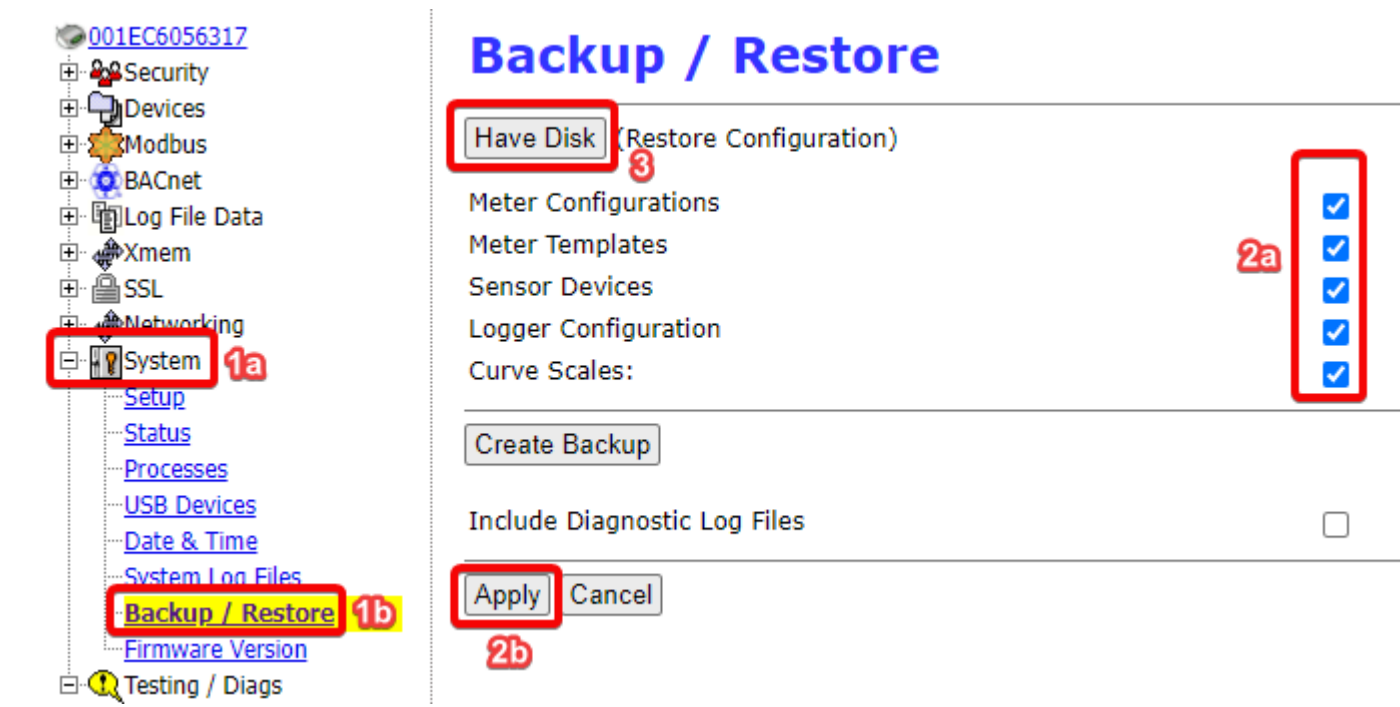 001EC6056317
Security
Devices
Modbus
BACnet
Log File Data
Xmem
SSL
Networking
System 1a
Setup
Status
Processes
USB Devices
Date & Time
System Log Files
Backup / Restore 1b
Firmware Version
Testing / Diags
Backup / Restore
Have Disk (Restore Configuration)
3
Meter Configurations
Meter Templates
2a
Sensor Devices
Logger Configuration
Curve Scales:
Create Backup
Include Diagnostic Log Files
Apply Cancel
2b